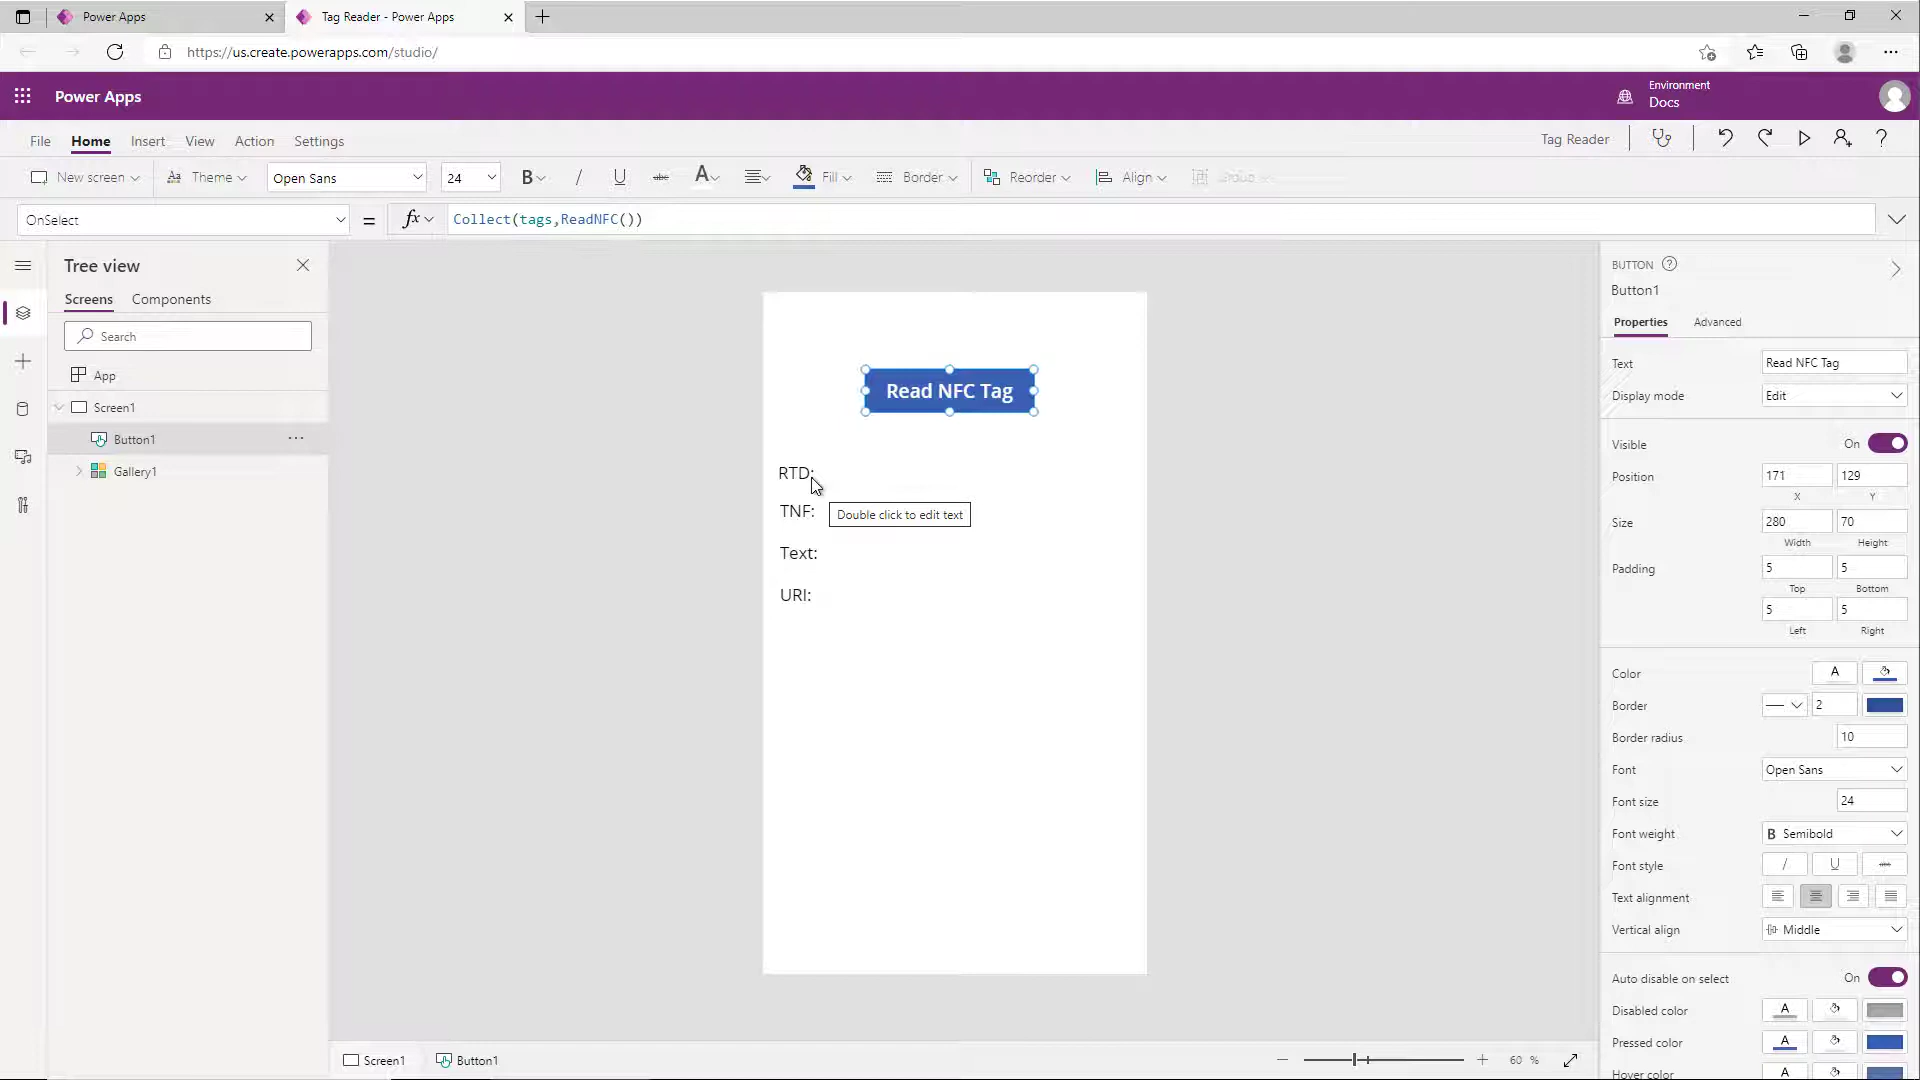 Power Apps
Tag Reader - Power Apps
https://us.create.powerapps.com/studio/
Power Apps
Environment
Docs
File
Home
Insert
View
Action
Settings
Tag Reader
New screen
Theme
Open Sans
24
B
/
U
abc
A
Fill
Border
Reorder
Align
Group
OnSelect
=
fx
Collect(tags,ReadNFC())
Tree view
Screens
Components
Search
App
Screen1
Button1
...
Gallery1
Read NFC Tag
RTD:
TNF:
Double click to edit text
Text:
URI:
Screen1
Button1
60 %
BUTTON
Button1
Properties
Advanced
Text
Read NFC Tag
Display mode
Edit
Visible
On
Position
171
129
X
Y
Size
280
70
Width
Height
Padding
5
5
Top
Bottom
5
5
Left
Right
Color
A
Border
2
Border radius
10
Font
Open Sans
Font size
24
Font weight
B Semibold
Font style
/
U
abc
Text alignment
Vertical align
Middle
Auto disable on select
On
Disabled color
A
Pressed color
A
Hover color
A